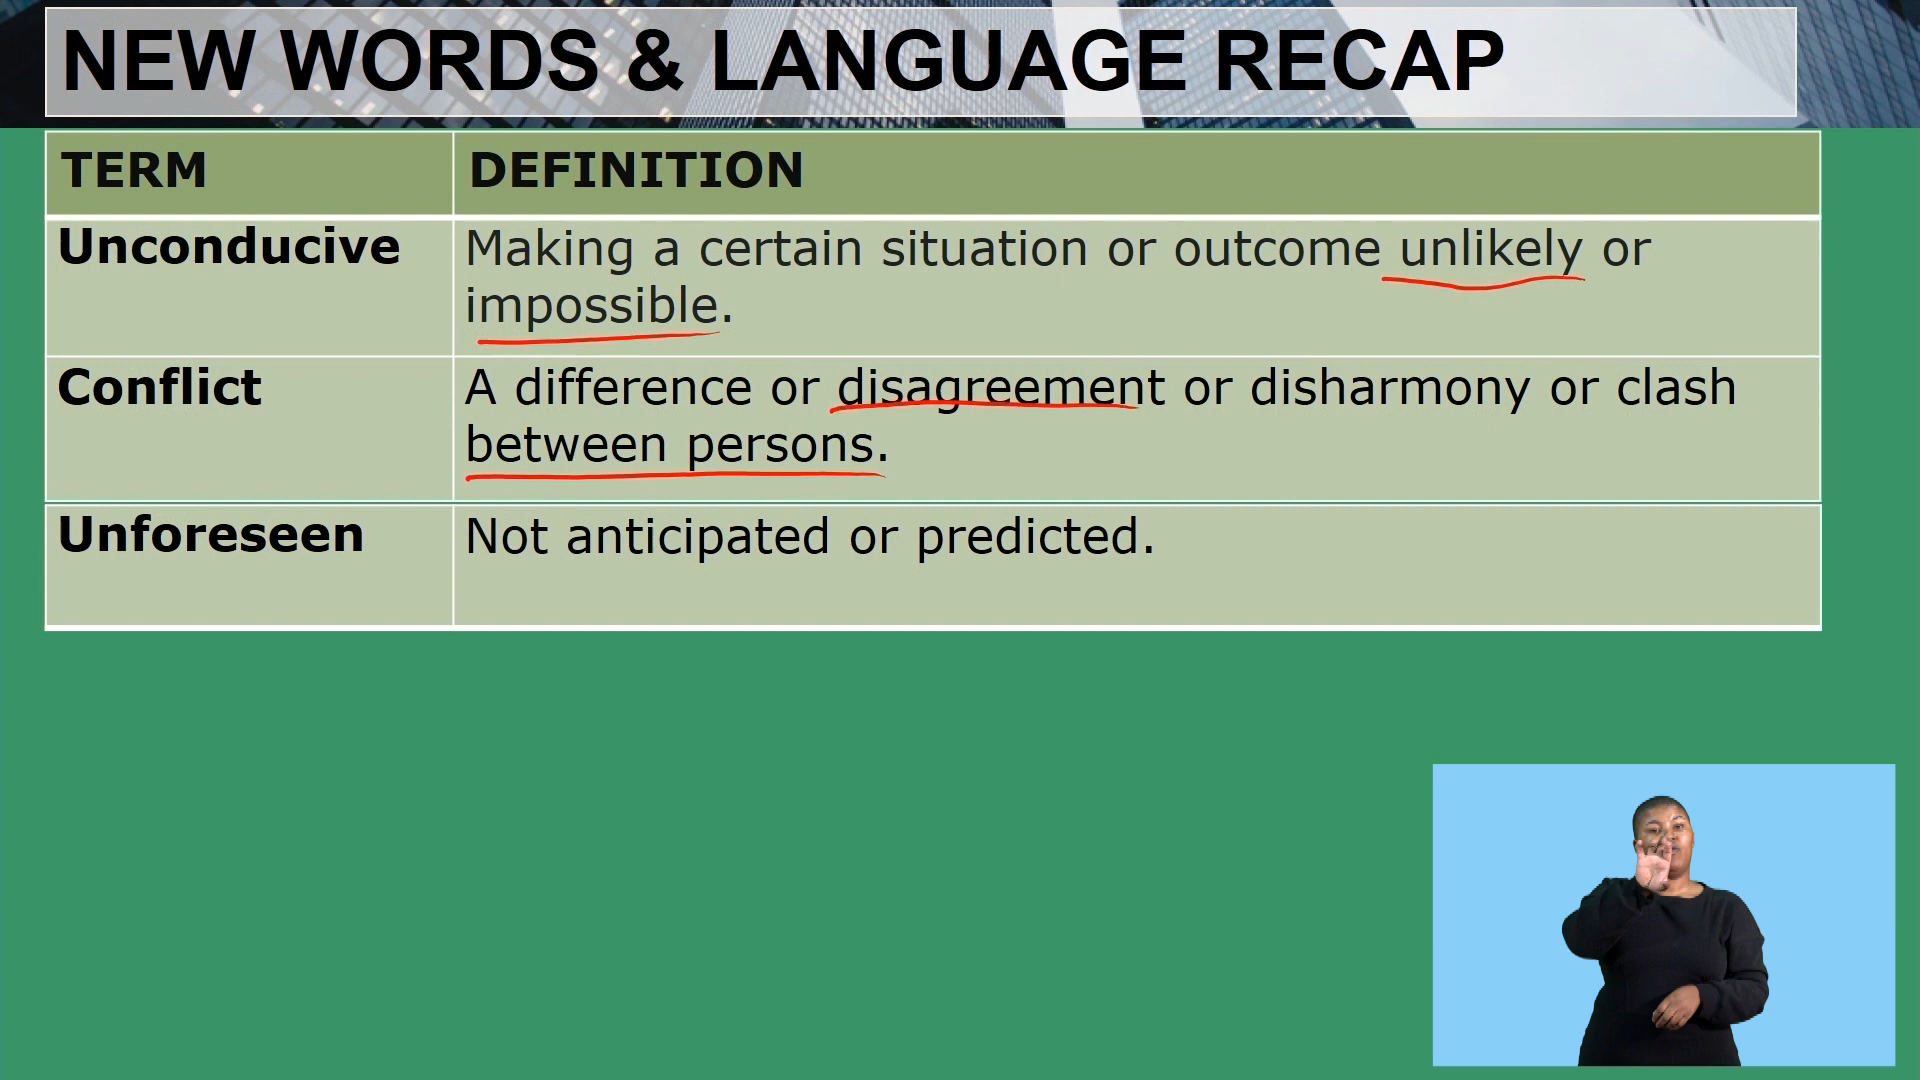 NEW WORDS & LANGUAGE RECAP
TERM
DEFINITION
Unconducive
Making a certain situation or outcome unlikely or
impossible.
Conflict
A difference or disagreement or disharmony or clash
between persons.
Unforeseen
Not anticipated or predicted.